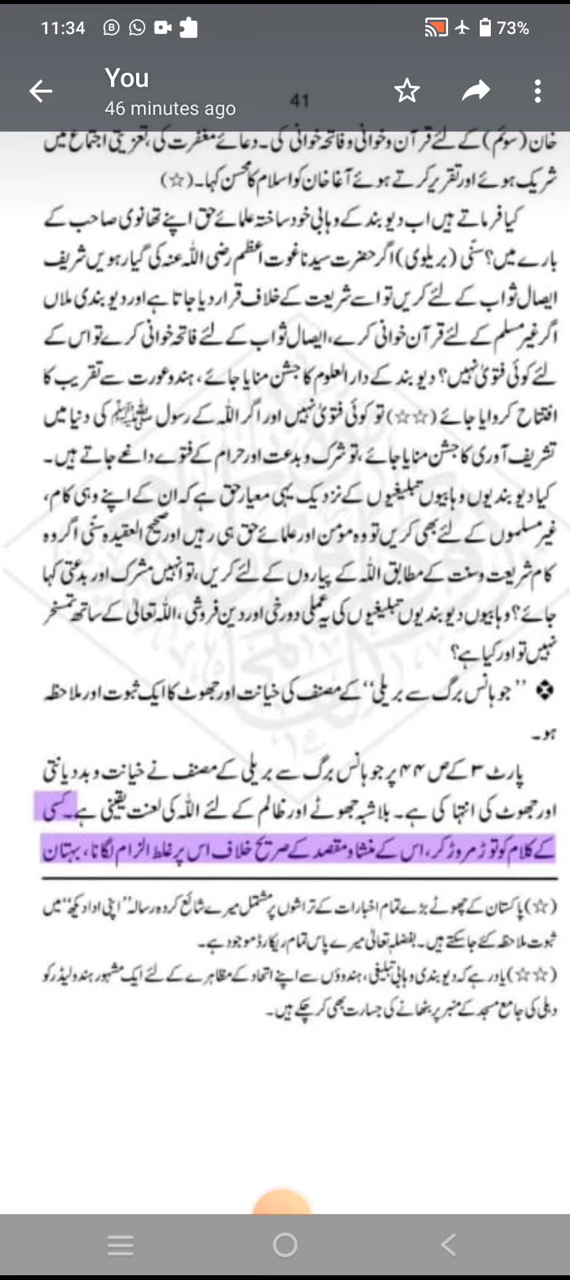 11:34
73%
You
46 minutes ago
41
خان (سوئم) کے لئے قرآن وخوانی و فاتحہ خوانی کی۔ دعائے مغفرت کی تعزیتی اجتماع میں
شریک ہوئے اور تقریر کرتے ہوئے آغا خان کو اسلام کا محسن کہا۔ (☆)
کیا فرماتے ہیں اب دیوبند کے وہابی خود ساختہ علمائے حق اپنے تھانوی صاحب کے
بارے میں؟ سنّی (بریلوی) اگر حضرت سیدنا غوث اعظم رضی اللہ عنہ کی گیارہویں شریف
ایصال ثواب کے لئے کریں تو اسے شریعت کے خلاف قرار دیا جاتا ہے اور دیوبندی ملاں
اگر غیر مسلم کے لئے قرآن خوانی کرے، ایصال ثواب کے لئے فاتحہ خوانی کرے تو اس کے
لئے کوئی فتویٰ نہیں؟ دیوبند کے دار العلوم کا جشن منایا جائے، ہندو عورت سے تقریب کا
افتتاح کروایا جائے (☆☆) تو کوئی فتویٰ نہیں اور اگر اللہ کے رسول ﷺ کی دنیا میں
تشریف آوری کا جشن منایا جائے، تو شرک و بدعت اور حرام کے فتوے داغے جاتے ہیں۔
کیا دیوبندیوں وہابیوں تبلیغیوں کے نزدیک یہی معیار حق ہے کہ ان کے اپنے وہی کام،
غیر مسلموں کے لئے بھی کریں تو وہ مومن اور علمائے حق ہی رہیں اور صحیح العقیدہ سنّی اگر وہ
کام شریعت و سنت کے مطابق اللہ کے پیاروں کے لئے کریں، تو انہیں مشرک اور بدعتی کہا
جائے؟ وہابیوں دیوبندیوں تبلیغیوں کی یہ عملی دورخی اور دین فروشی، اللہ تعالیٰ کے ساتھ تمسخر
نہیں تو اور کیا ہے؟
❖ ''جوہانس برگ سے بریلی'' کے مصنف کی خیانت اور جھوٹ کا ایک ثبوت اور ملاحظہ
ہو۔
پارٹ ۳ کے ص ۴۴ پر جوہانس برگ سے بریلی کے مصنف نے خیانت و بد دیانتی
اور جھوٹ کی انتہا کی ہے۔ بلاشبہ جھوٹے اور ظالم کے لئے اللہ کی لعنت یقینی ہے۔ کسی
کے کلام کو توڑ مروڑ کر، اس کے منشا و مقصد کے صریح خلاف اس پر غلط الزام لگانا، بہتان
(☆) پاکستان کے چھوٹے بڑے تمام اخبارات کے تراشوں پر مشتمل میرے شائع کردہ رسالہ ''اپنی ادا دیکھ'' میں
ثبوت ملاحظہ کئے جا سکتے ہیں۔ بفضلہ تعالیٰ میرے پاس تمام ریکارڈ موجود ہے۔
(☆☆) یاد رہے کہ دیوبندی وہابی تبلیغی، ہندوؤں سے اپنے اتحاد کے مظاہرے کے لئے ایک مشہور ہندو لیڈر کو
دہلی کی جامع مسجد کے منبر پر بٹھانے کی جسارت بھی کر چکے ہیں۔